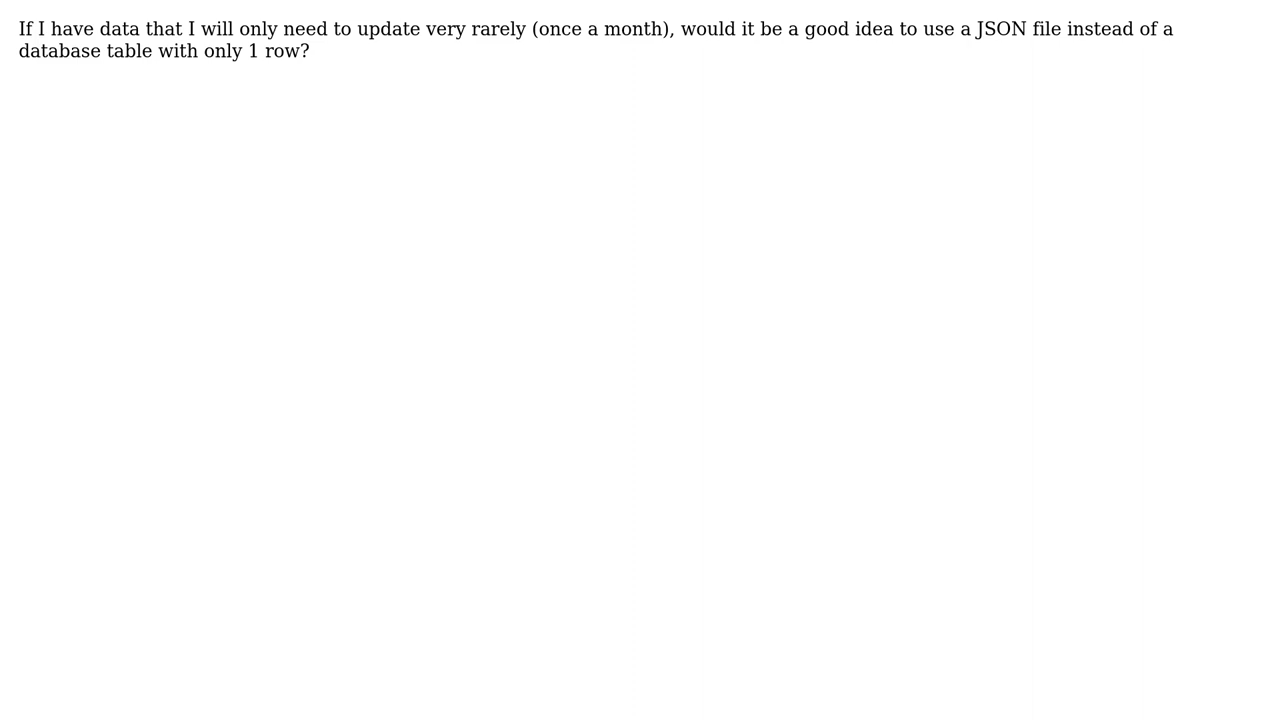 If I have data that I will only need to update very rarely (once a month), would it be a good idea to use a JSON file instead of a
database table with only 1 row?